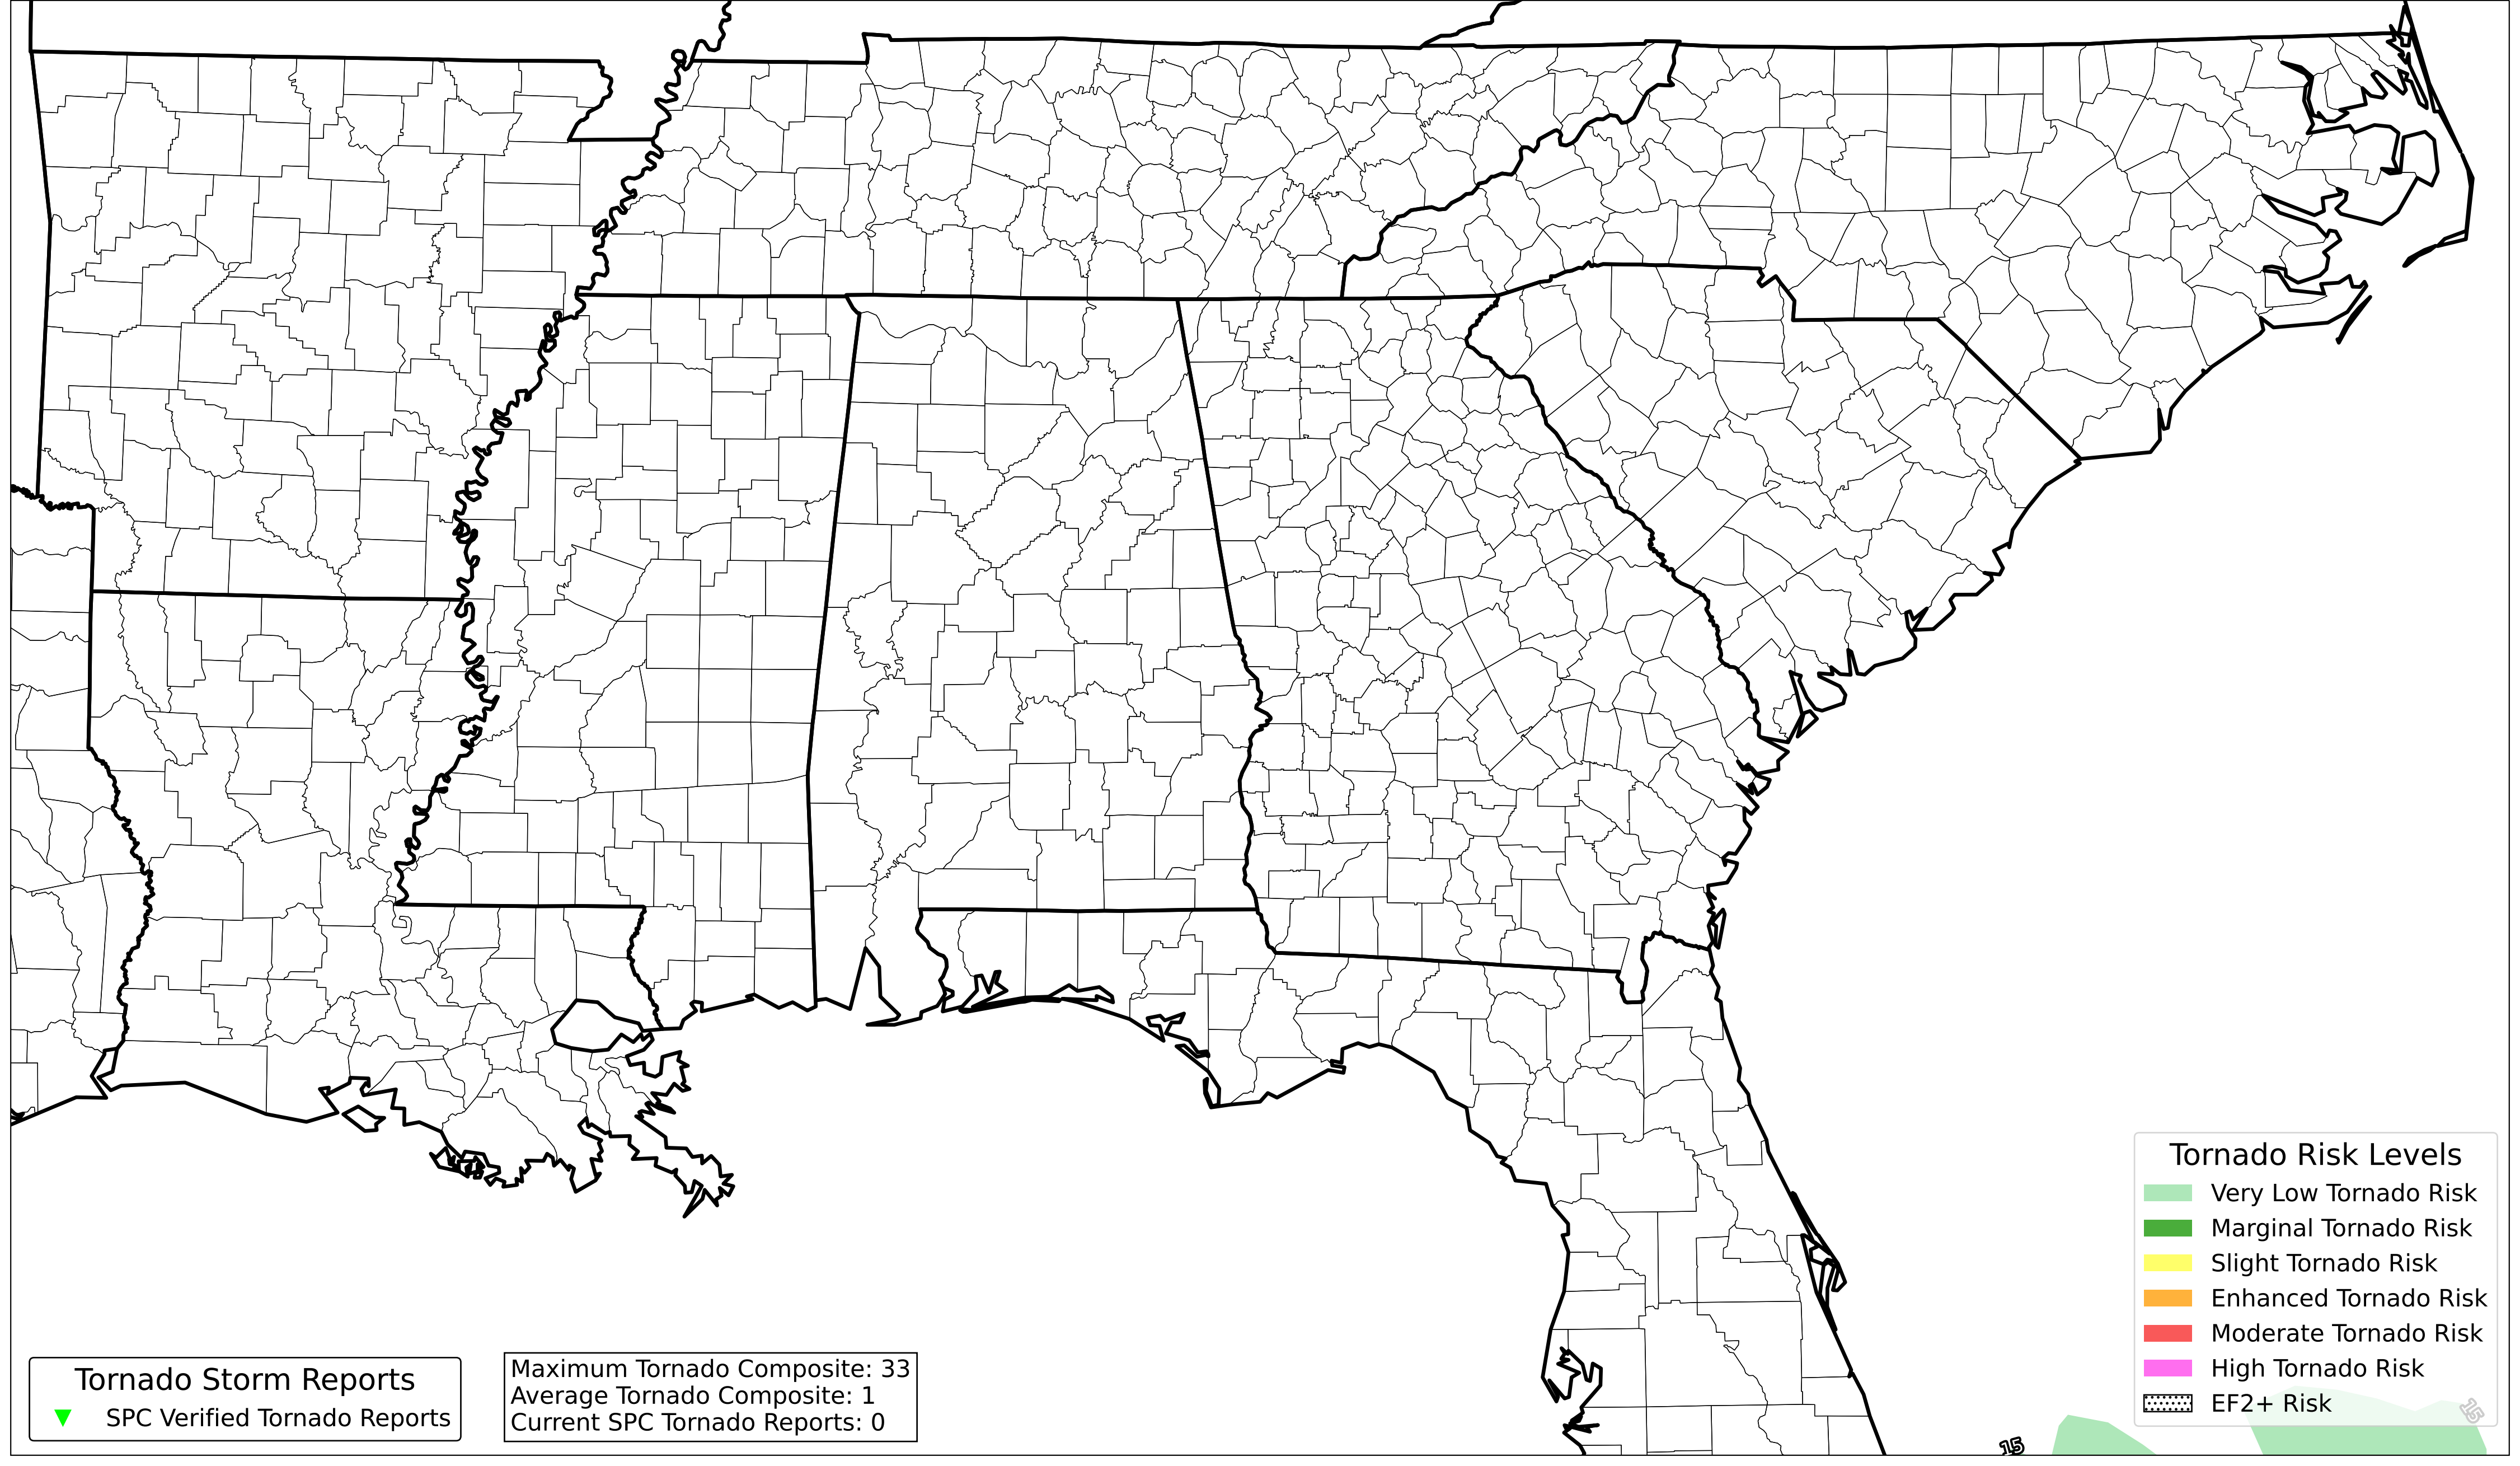 Tornado Risk Levels
Very Low Tornado Risk
Marginal Tornado Risk
Slight Tornado Risk
Enhanced Tornado Risk
Moderate Tornado Risk
High Tornado Risk
EF2+ Risk
15
15
Tornado Storm Reports
SPC Verified Tornado Reports
Maximum Tornado Composite: 33
Average Tornado Composite: 1
Current SPC Tornado Reports: 0